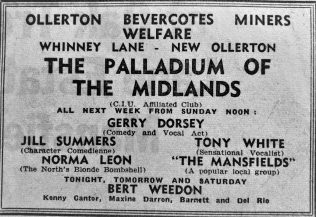 OLLERTON BEVERCOTES MINERS
WELFARE
WHINNEY LANE - NEW OLLERTON
THE PALLADIUM OF
THE MIDLANDS
(C.I.U. Affiliated Club)
ALL NEXT WEEK FROM SUNDAY NOON :
GERRY DORSEY
(Comedy and Vocal Act)
JILL SUMMERS TONY WHITE
(Character Comedienne) (Sensational Vocalist)
NORMA LEON "THE MANSFIELDS"
(The North's Blonde Bombshell) (A popular local group)
TONIGHT, TOMORROW AND SATURDAY
BERT WEEDON
Kenny Cantor, Maxine Darron, Barnett and Del Rio